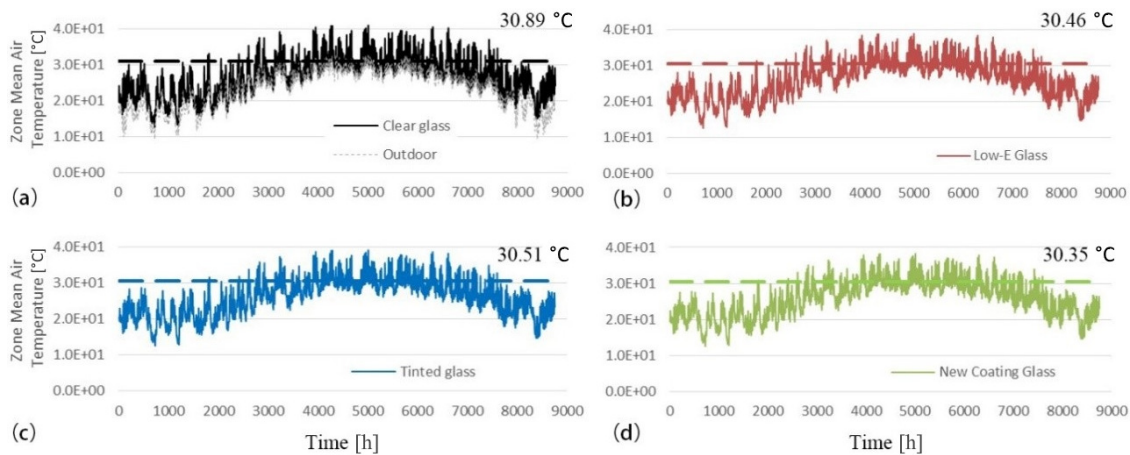 30.89 °C
30.46 °C
Zone Mean Air
Temperature [°C]
4.0E+01
3.0E+01
2.0E+01
1.0E+01
0.0E+00
Clear glass
Outdoor
0 1000 2000 3000 4000 5000 6000 7000 8000 9000
(a)
4.0E+01
3.0E+01
2.0E+01
1.0E+01
0.0E+00
Low-E Glass
0 1000 2000 3000 4000 5000 6000 7000 8000 9000
(b)
30.51 °C
30.35 °C
Zone Mean Air
Temperature [°C]
4.0E+01
3.0E+01
2.0E+01
1.0E+01
0.0E+00
Tinted glass
0 1000 2000 3000 4000 5000 6000 7000 8000 9000
(c)
Time [h]
4.0E+01
3.0E+01
2.0E+01
1.0E+01
0.0E+00
New Coating Glass
0 1000 2000 3000 4000 5000 6000 7000 8000 9000
(d)
Time [h]